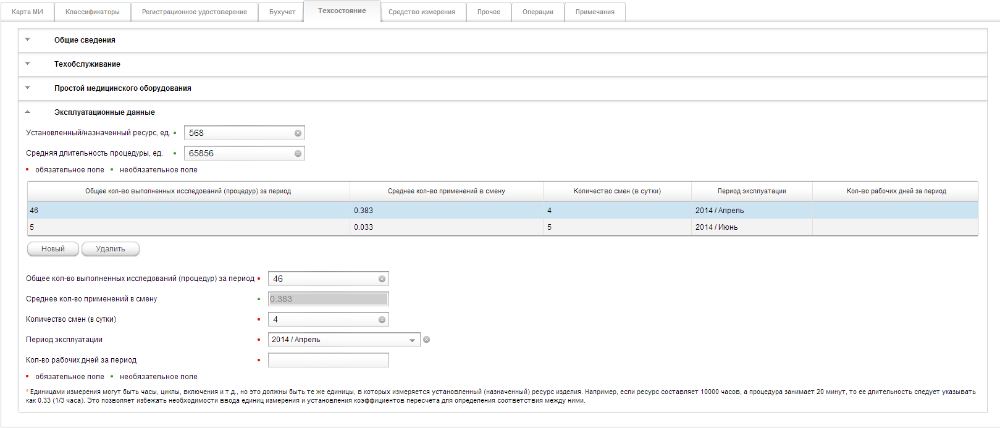 Карта МИ Классификаторы Регистрационное удостоверение Бухучет Техсостояние Средство измерения Прочее Операции Примечания
Общие сведения
Техобслуживание
Простой медицинского оборудования
Эксплуатационные данные
Установленный/назначенный ресурс, ед. 568
Средняя длительность процедуры, ед. 65856
обязательное поле необязательное поле
Общее кол-во выполненных исследований (процедур) за период Среднее кол-во применений в смену Количество смен (в сутки) Период эксплуатации Кол-во рабочих дней за период
46 0.383 4 2014 / Апрель
5 0.033 5 2014 / Июнь
Новый Удалить
Общее кол-во выполненных исследований (процедур) за период 46
Среднее кол-во применений в смену 0.383
Количество смен (в сутки) 4
Период эксплуатации 2014 / Апрель
Кол-во рабочих дней за период
обязательное поле необязательное поле
* Единицами измерения могут быть часы, циклы, включения и т.д., но это должны быть те же единицы, в которых измеряется установленный (назначенный) ресурс изделия. Например, если ресурс составляет 10000 часов, а процедура занимает 20 минут, то ее длительность следует указывать
как 0.33 (1/3 часа). Это позволяет избежать необходимости ввода единиц измерения и установления коэффициентов пересчета для определения соответствия между ними.